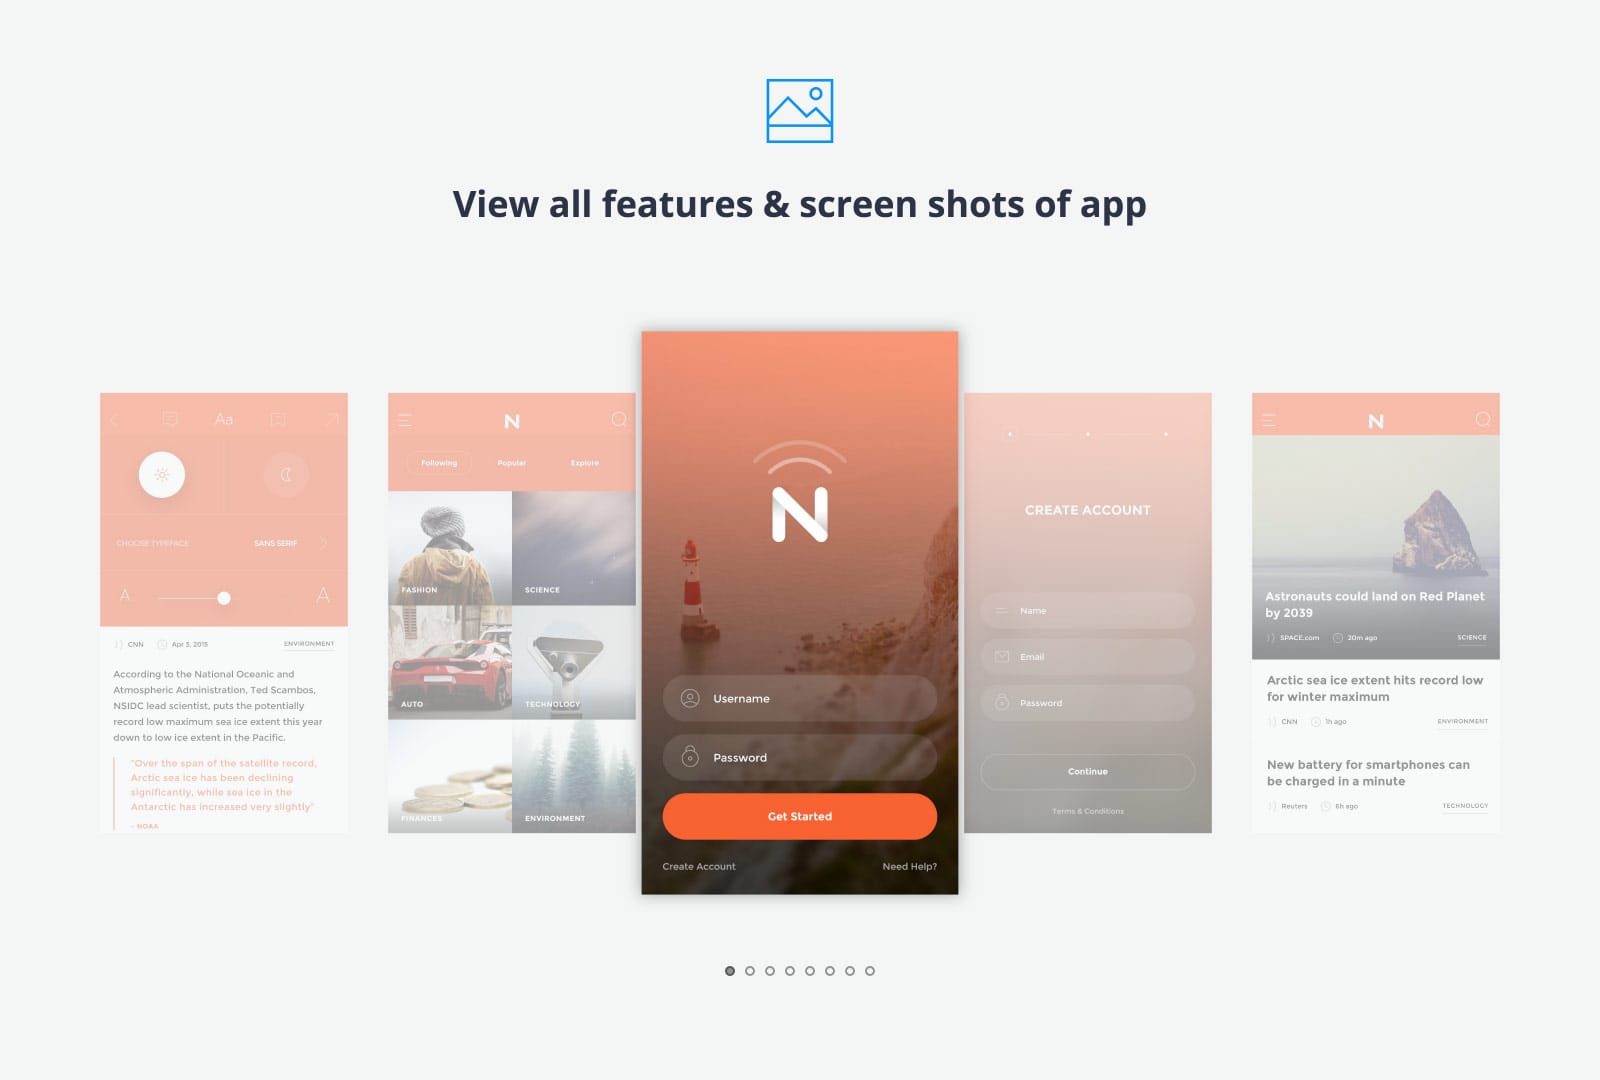 View all features & screen shots of app
Aa
CHOOSE TYPEFACE
SANS SERIF
A
A
CNN
Apr 3, 2015
ENVIRONMENT
According to the National Oceanic and
Atmospheric Administration, Ted Scambos,
NSIDC lead scientist, puts the potentially
record low maximum sea ice extent this year
down to low ice extent in the Pacific.
"Over the span of the satellite record,
Arctic sea ice has been declining
significantly, while sea ice in the
Antarctic has increased very slightly"
– NOAA
N
Following
Popular
Explore
FASHION
SCIENCE
AUTO
TECHNOLOGY
FINANCES
ENVIRONMENT
N
Username
Password
Get Started
Create Account
Need Help?
CREATE ACCOUNT
Name
Email
Password
Continue
Terms & Conditions
N
Astronauts could land on Red Planet
by 2039
SPACE.com
20m ago
SCIENCE
Arctic sea ice extent hits record low
for winter maximum
CNN
1h ago
ENVIRONMENT
New battery for smartphones can
be charged in a minute
Reuters
6h ago
TECHNOLOGY